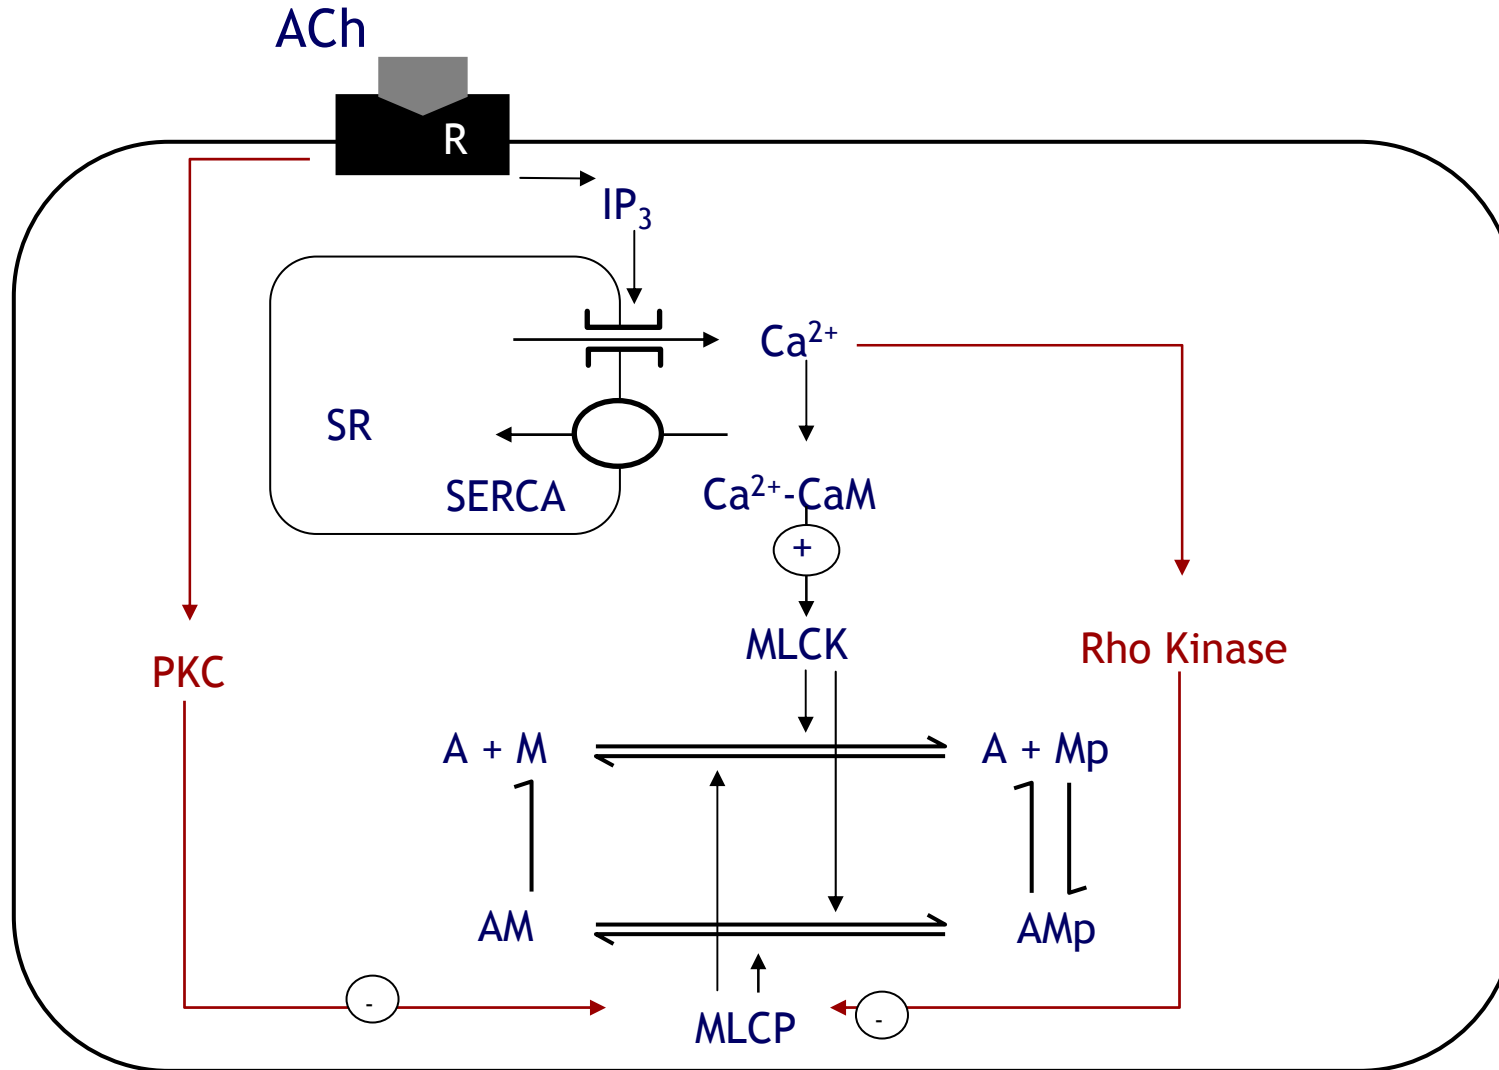 ACh
R
IP₃
Ca²⁺
SR
SERCA
Ca²⁺-CaM
+
MLCK
Rho Kinase
PKC
A + M
A + Mp
AM
AMp
-
-
MLCP